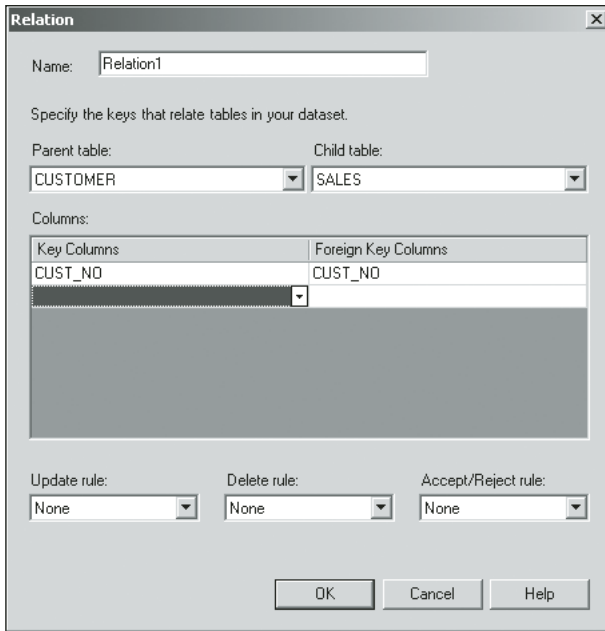 Relation
Name: Relation1
Specify the keys that relate tables in your dataset.
Parent table: Child table:
CUSTOMER SALES
Columns:
Key Columns Foreign Key Columns
CUST_NO CUST_NO
Update rule: Delete rule: Accept/Reject rule:
None None None
OK Cancel Help